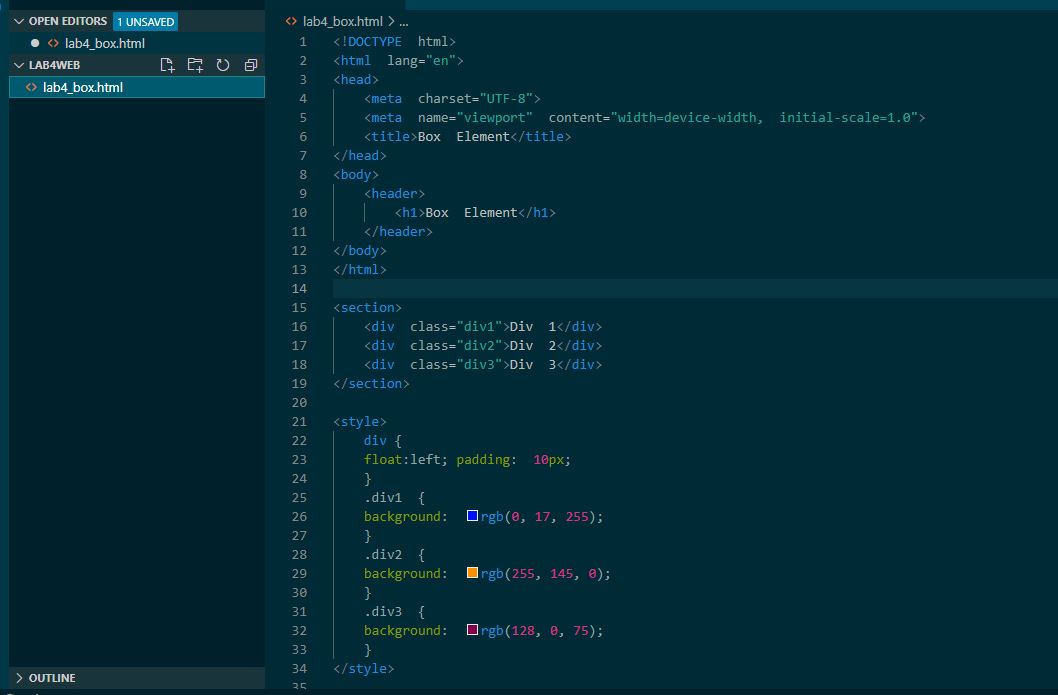 OPEN EDITORS 1 UNSAVED
lab4_box.html
LAB4WEB
lab4_box.html
OUTLINE
lab4_box.html > ...
1 <!DOCTYPE html>
2 <html lang="en">
3 <head>
4 <meta charset="UTF-8">
5 <meta name="viewport" content="width=device-width, initial-scale=1.0">
6 <title>Box Element</title>
7 </head>
8 <body>
9 <header>
10 <h1>Box Element</h1>
11 </header>
12 </body>
13 </html>
14
15 <section>
16 <div class="div1">Div 1</div>
17 <div class="div2">Div 2</div>
18 <div class="div3">Div 3</div>
19 </section>
20
21 <style>
22 div {
23 float:left; padding: 10px;
24 }
25 .div1 {
26 background: rgb(0, 17, 255);
27 }
28 .div2 {
29 background: rgb(255, 145, 0);
30 }
31 .div3 {
32 background: rgb(128, 0, 75);
33 }
34 </style>
35